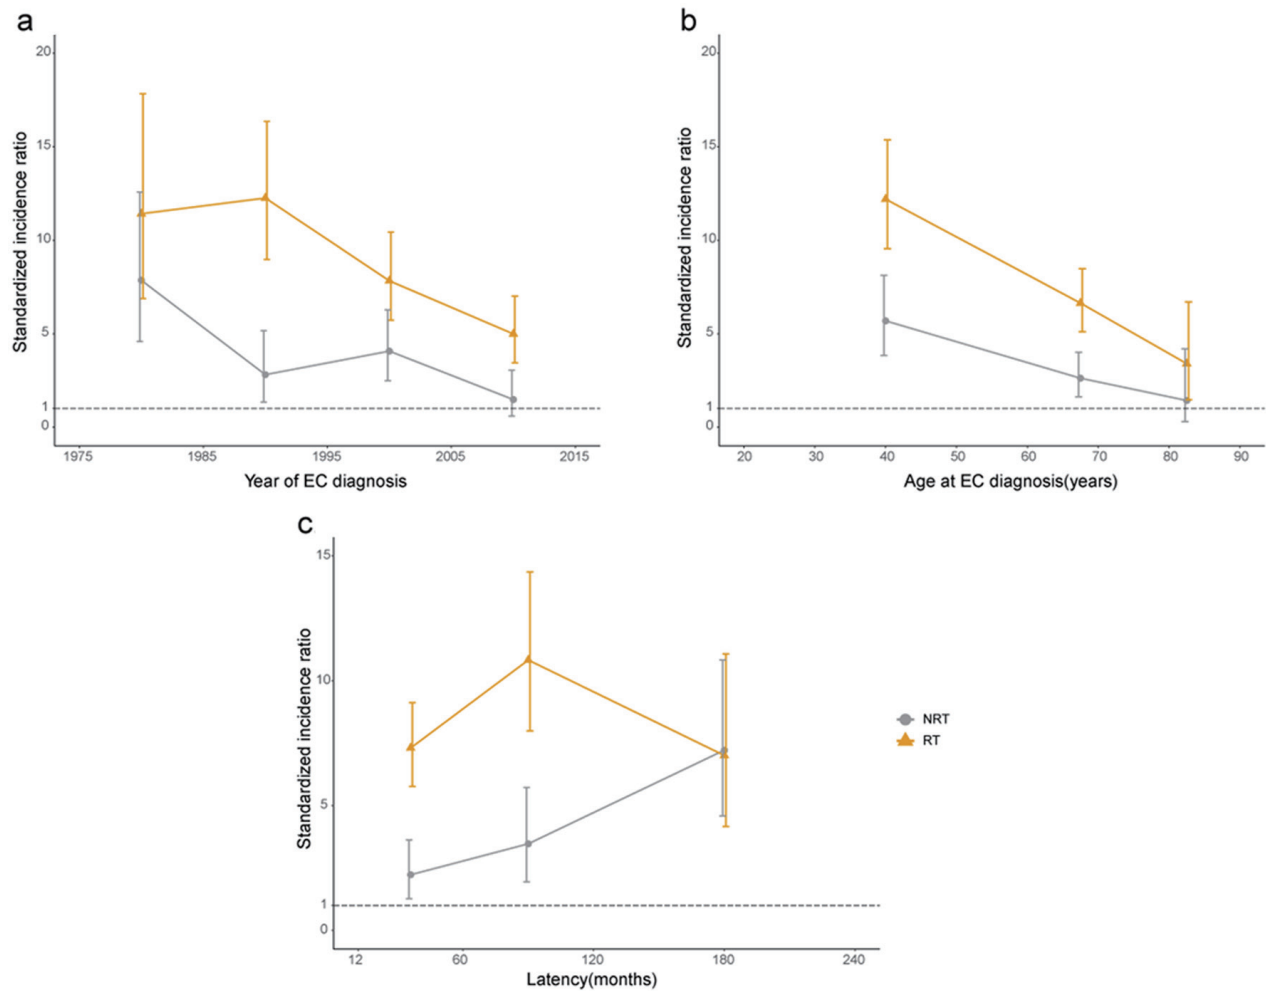 a
Standardized incidence ratio
20
15
10
5
1
0
1975 1985 1995 2005 2015
Year of EC diagnosis
b
Standardized incidence ratio
20
15
10
5
1
0
20 30 40 50 60 70 80 90
Age at EC diagnosis(years)
c
Standardized incidence ratio
15
10
5
1
0
12 60 120 180 240
Latency(months)
NRT
RT